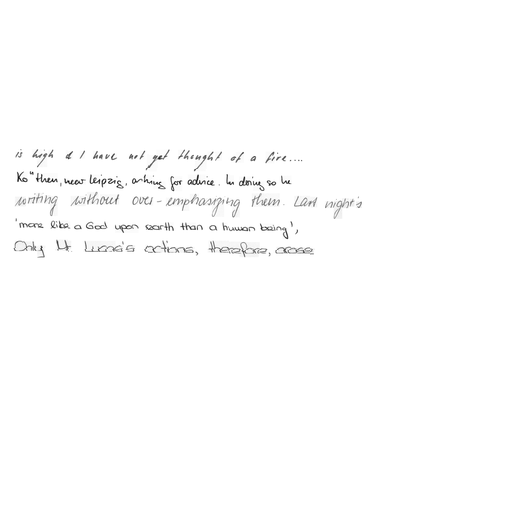 is high & I have not yet thought of a fire....
Ko"then, near Leipzig, asking for advice. In doing so he
writing without over-emphasizing them. Last night's
'more like a God upon earth than a human being',
Only Mr. Lucas's actions, therefore, arose